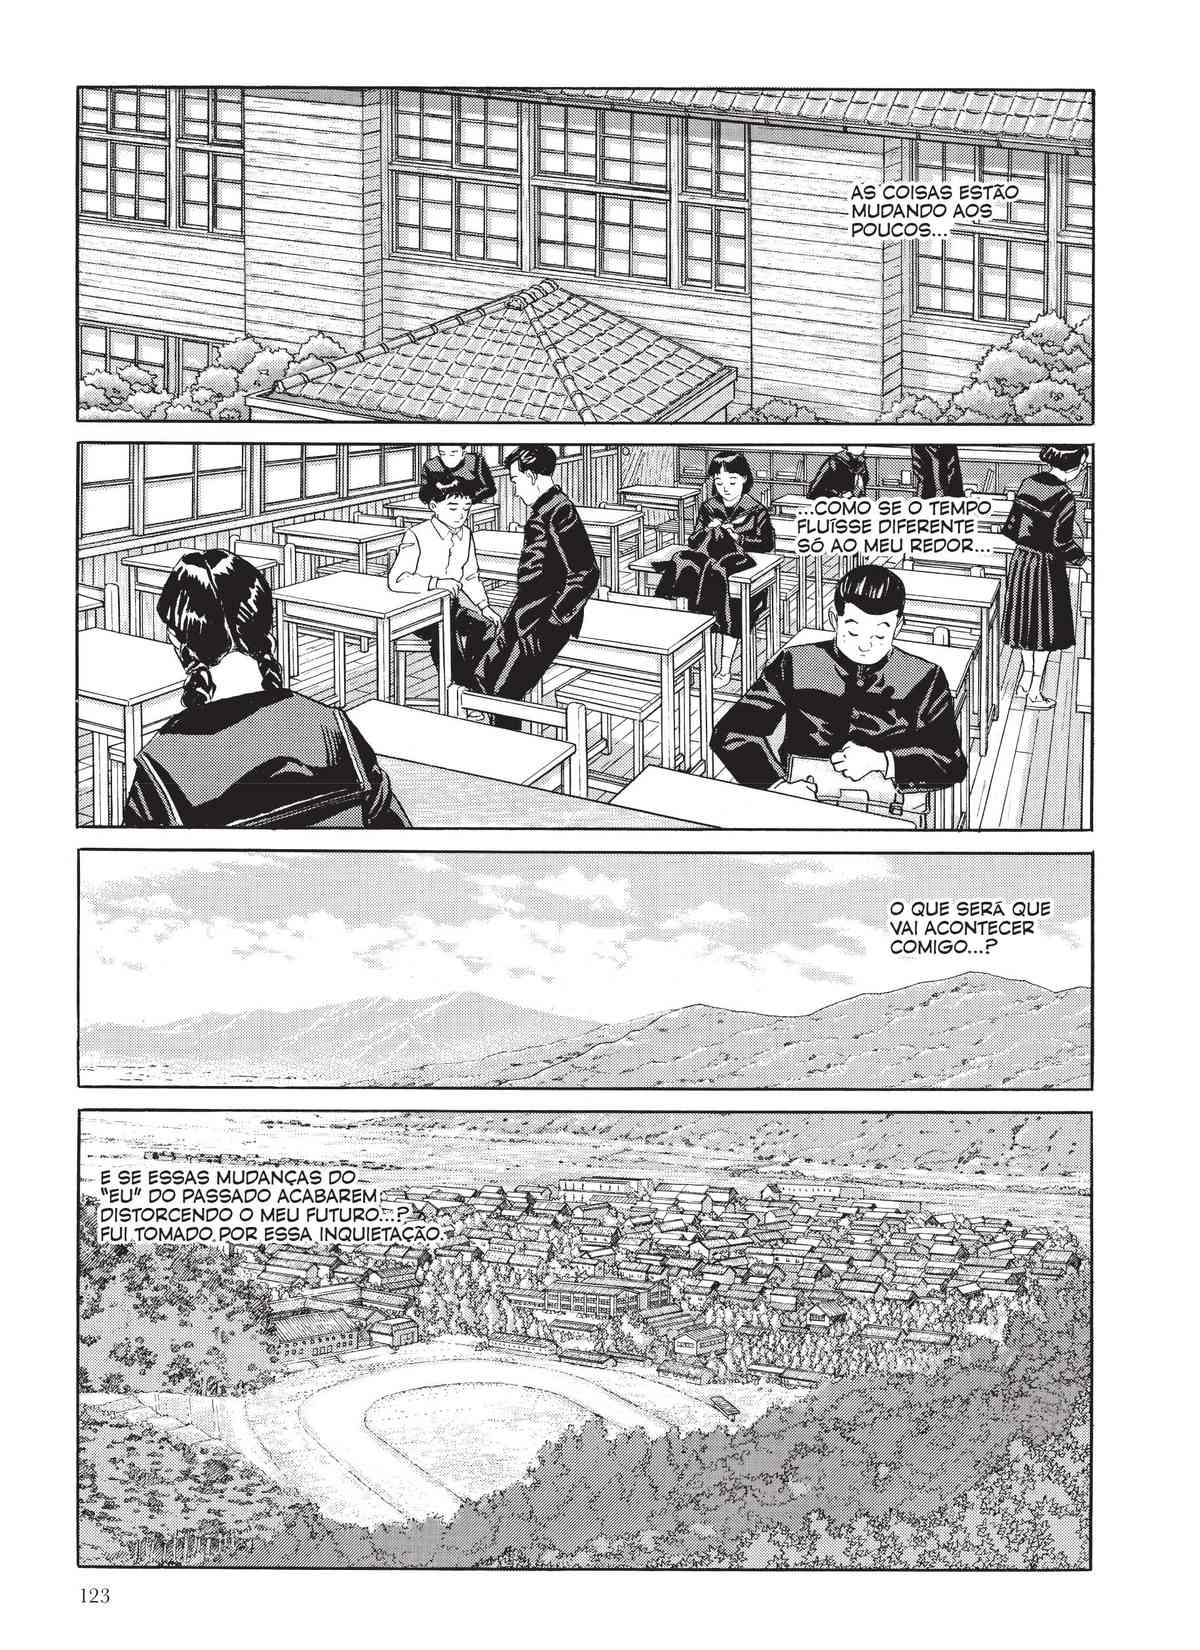 AS COISAS ESTÃO
MUDANDO AOS
POUCOS...
...COMO SE O TEMPO
FLUÍSSE DIFERENTE
SÓ AO MEU REDOR...
O QUE SERÁ QUE
VAI ACONTECER
COMIGO...?
E SE ESSAS MUDANÇAS DO
"EU" DO PASSADO ACABAREM
DISTORCENDO O MEU FUTURO...?
FUI TOMADO POR ESSA INQUIETAÇÃO.
123